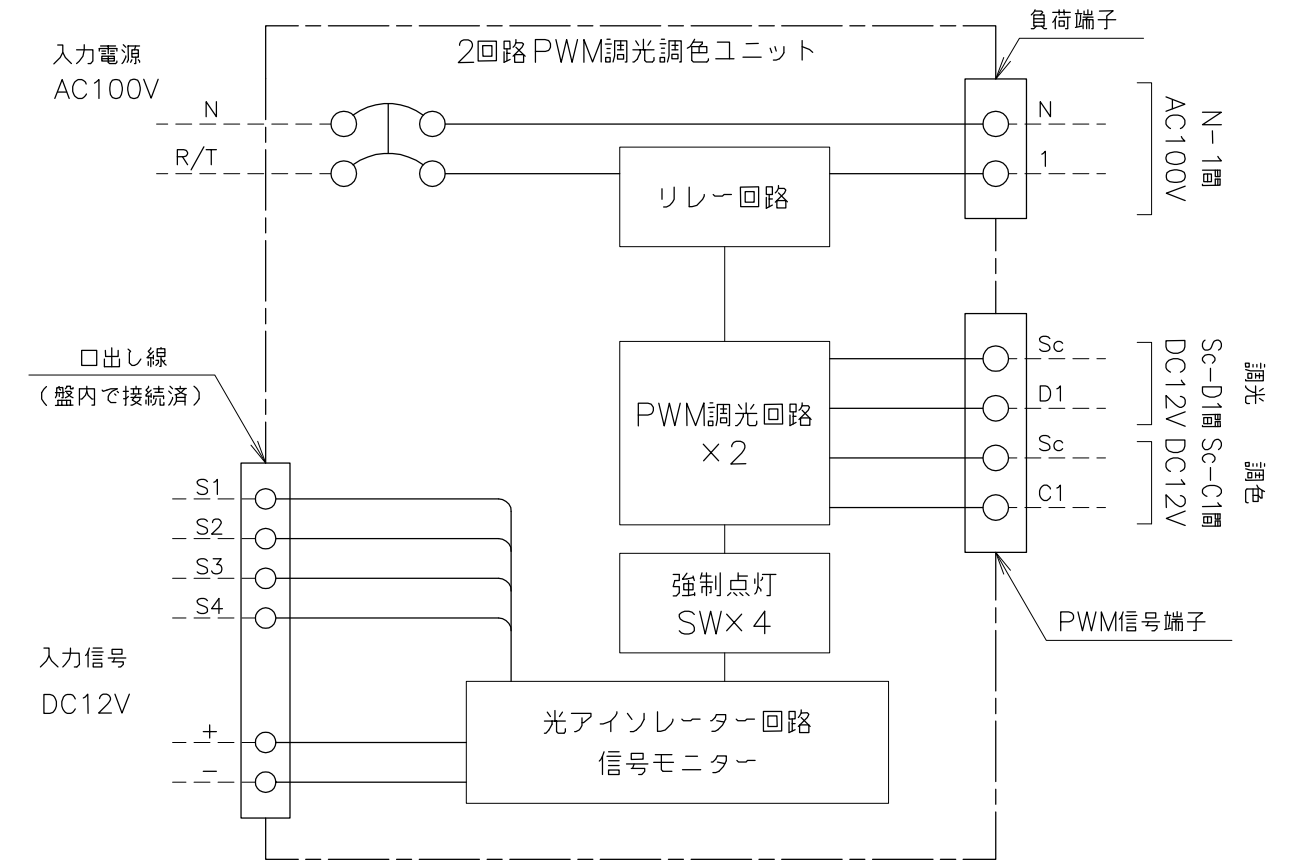 2回路PWM調光調色ユニット
負荷端子
入力電源
AC100V
N
R/T
N
1
N-1間
AC100V
リレー回路
口出し線
(盤内で接続済)
PWM調光回路
×2
Sc
D1
Sc
C1
調光
Sc-D1間
DC12V
調色
Sc-C1間
DC12V
S1
S2
S3
S4
強制点灯
SW×4
PWM信号端子
入力信号
DC12V
+
-
光アイソレーター回路
信号モニター